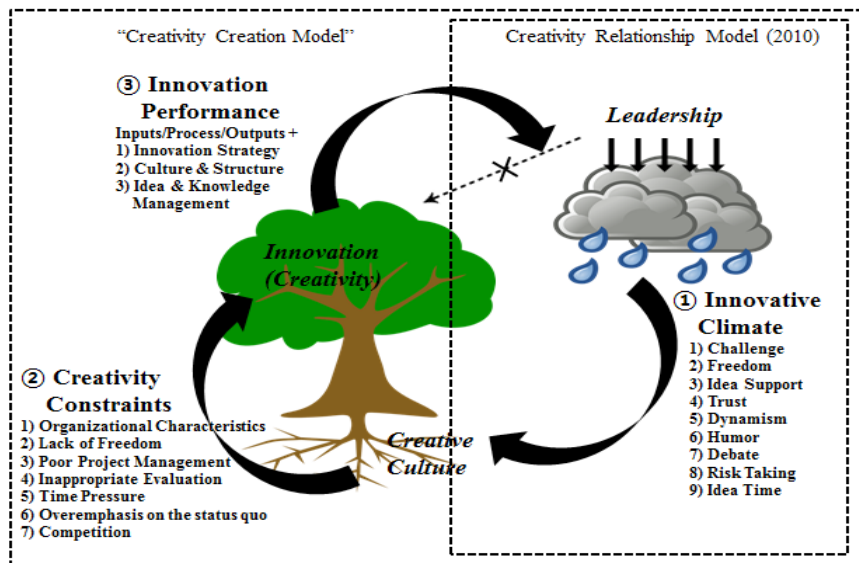 “Creativity Creation Model”
Creativity Relationship Model (2010)
③ Innovation
Performance
Inputs/Process/Outputs +
1) Innovation Strategy
2) Culture & Structure
3) Idea & Knowledge
Management
Leadership
Innovation
(Creativity)
① Innovative
Climate
1) Challenge
2) Freedom
3) Idea Support
4) Trust
5) Dynamism
6) Humor
7) Debate
8) Risk Taking
9) Idea Time
② Creativity
Constraints
1) Organizational Characteristics
2) Lack of Freedom
3) Poor Project Management
4) Inappropriate Evaluation
5) Time Pressure
6) Overemphasis on the status quo
7) Competition
Creative
Culture